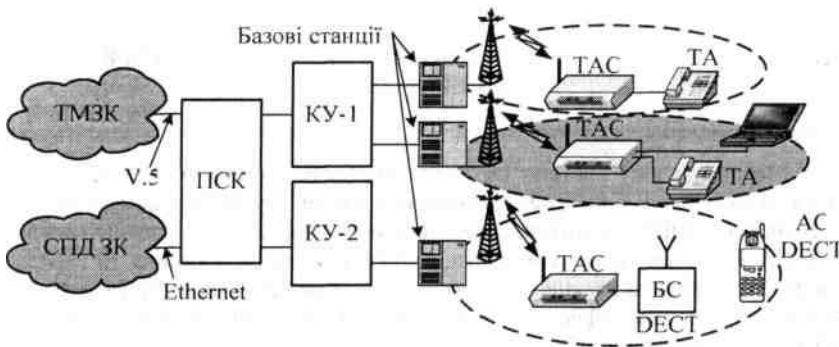 Базові станції
ТМЗК
V.5
ПСК
СПД ЗК
Ethernet
КУ-1
КУ-2
ТАС
ТА
ТАС
ТА
ТАС
БС
DECT
АС
DECT